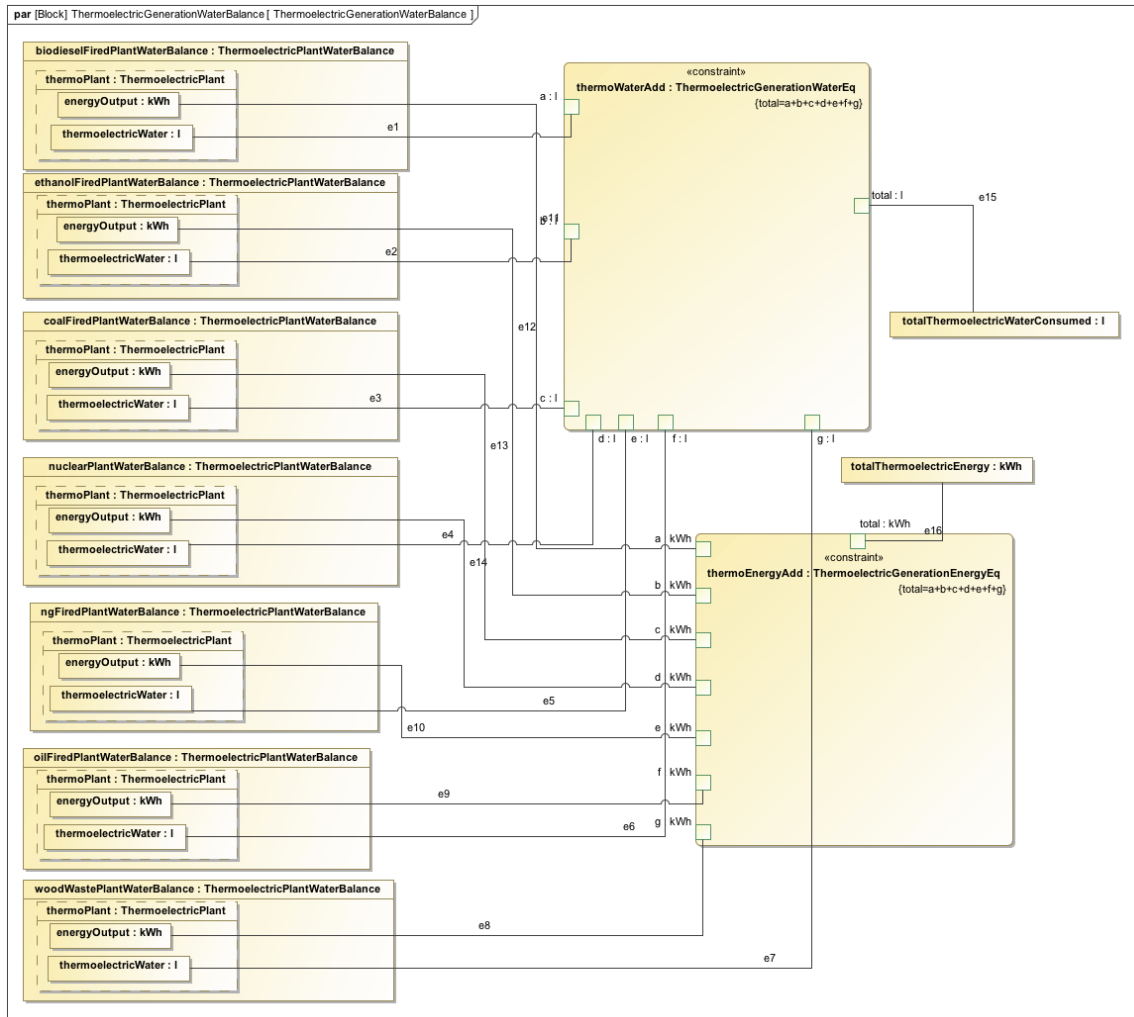 par [Block] ThermoelectricGenerationWaterBalance [ ThermoelectricGenerationWaterBalance ]
biodieselFiredPlantWaterBalance : ThermoelectricPlantWaterBalance
thermoPlant : ThermoelectricPlant
energyOutput : kWh
thermoelectricWater : l
e1
ethanolFiredPlantWaterBalance : ThermoelectricPlantWaterBalance
thermoPlant : ThermoelectricPlant
energyOutput : kWh
thermoelectricWater : l
e2
coalFiredPlantWaterBalance : ThermoelectricPlantWaterBalance
thermoPlant : ThermoelectricPlant
energyOutput : kWh
thermoelectricWater : l
e3
nuclearPlantWaterBalance : ThermoelectricPlantWaterBalance
thermoPlant : ThermoelectricPlant
energyOutput : kWh
thermoelectricWater : l
e4
ngFiredPlantWaterBalance : ThermoelectricPlantWaterBalance
thermoPlant : ThermoelectricPlant
energyOutput : kWh
thermoelectricWater : l
e5
e10
oilFiredPlantWaterBalance : ThermoelectricPlantWaterBalance
thermoPlant : ThermoelectricPlant
energyOutput : kWh
thermoelectricWater : l
e9
e6
woodWastePlantWaterBalance : ThermoelectricPlantWaterBalance
thermoPlant : ThermoelectricPlant
energyOutput : kWh
thermoelectricWater : l
e8
e7
e11
e12
e13
e14
«constraint»
thermoWaterAdd : ThermoelectricGenerationWaterEq
{total=a+b+c+d+e+f+g}
a : l
b : l
c : l
d : l
e : l
f : l
g : l
total : l
e15
totalThermoelectricWaterConsumed : l
totalThermoelectricEnergy : kWh
total : kWh
e16
«constraint»
thermoEnergyAdd : ThermoelectricGenerationEnergyEq
{total=a+b+c+d+e+f+g}
a : kWh
b : kWh
c : kWh
d : kWh
e : kWh
f : kWh
g : kWh